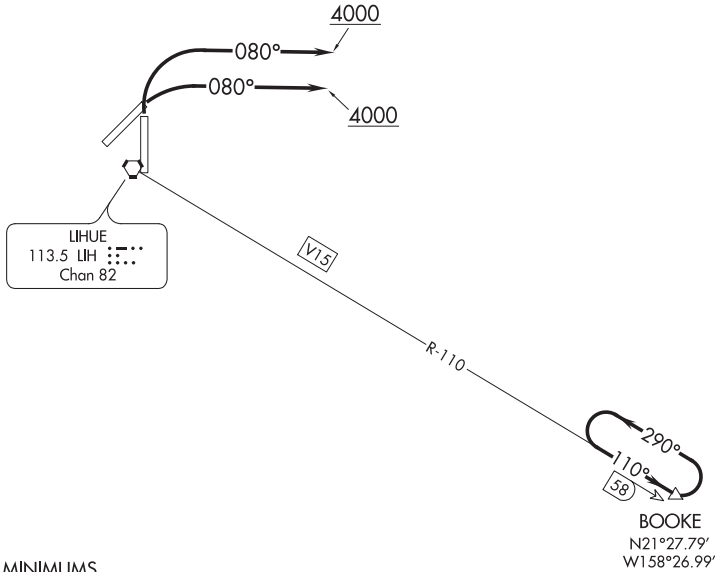 4000
080°
080°
4000
LIHUE
113.5 LIH
Chan 82
V15
R-110
290°
110°
58
BOOKE
N21°27.79'
W158°26.99'
MINIMUMS